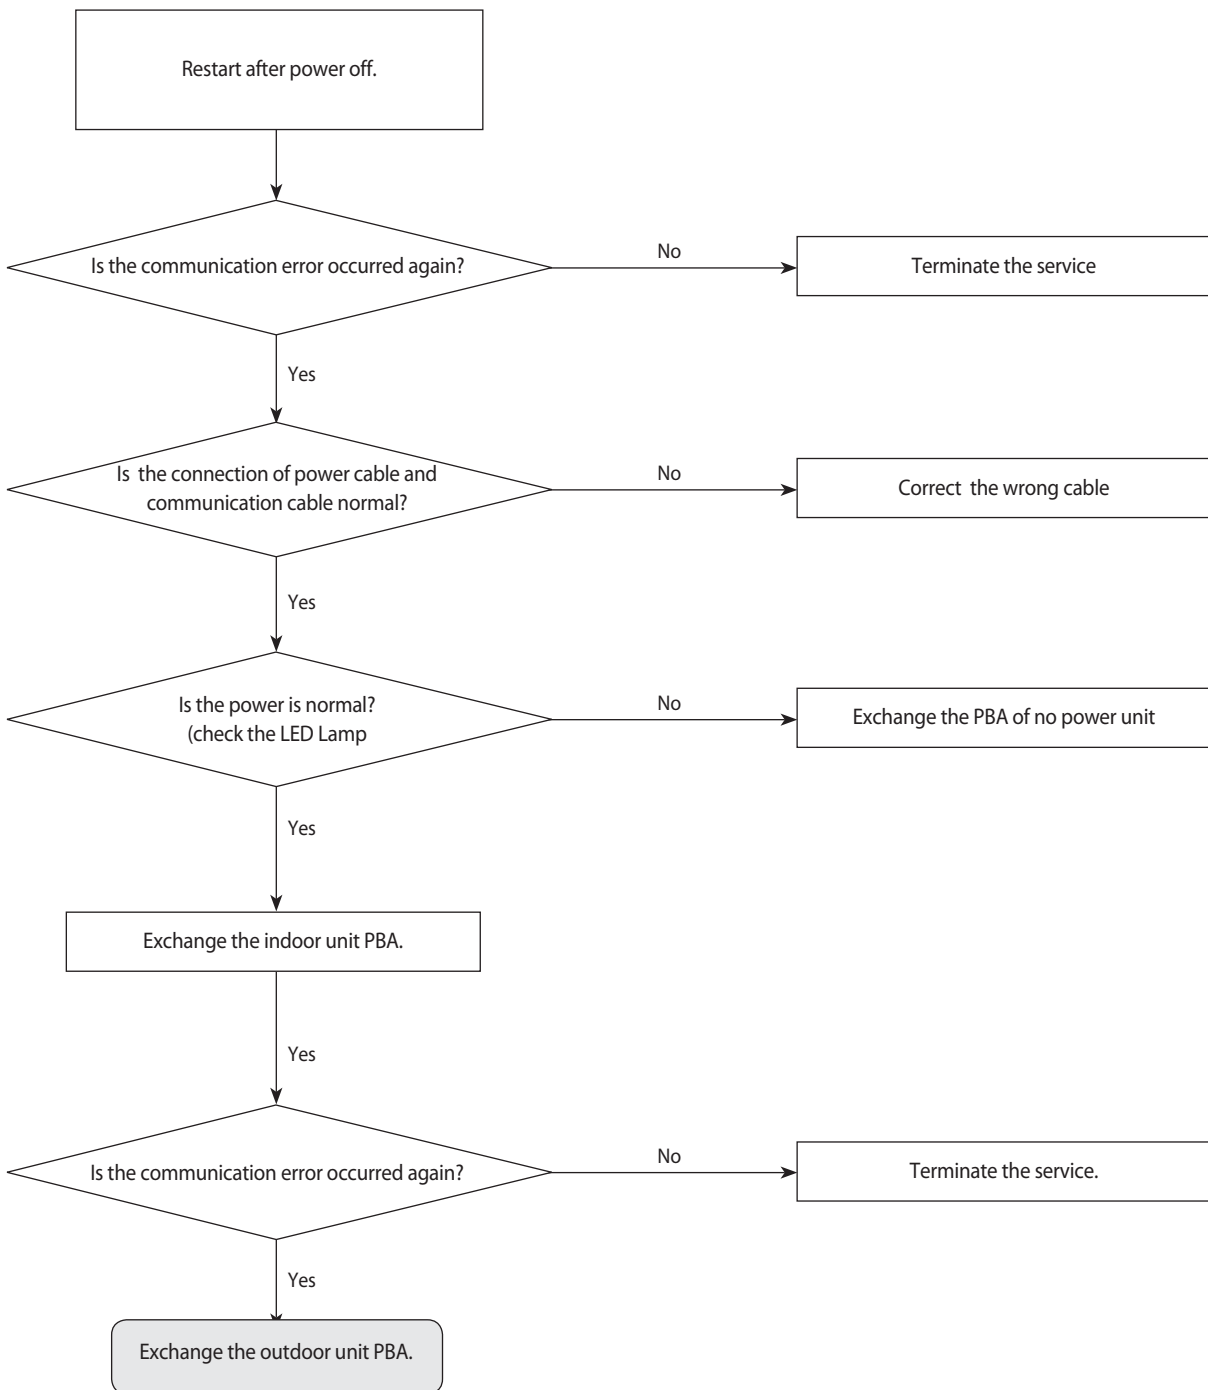 Restart after power off.
Is the communication error occurred again?
No
Terminate the service
Yes
Is the connection of power cable and
communication cable normal?
No
Correct the wrong cable
Yes
Is the power is normal?
(check the LED Lamp
No
Exchange the PBA of no power unit
Yes
Exchange the indoor unit PBA.
Yes
Is the communication error occurred again?
No
Terminate the service.
Yes
Exchange the outdoor unit PBA.